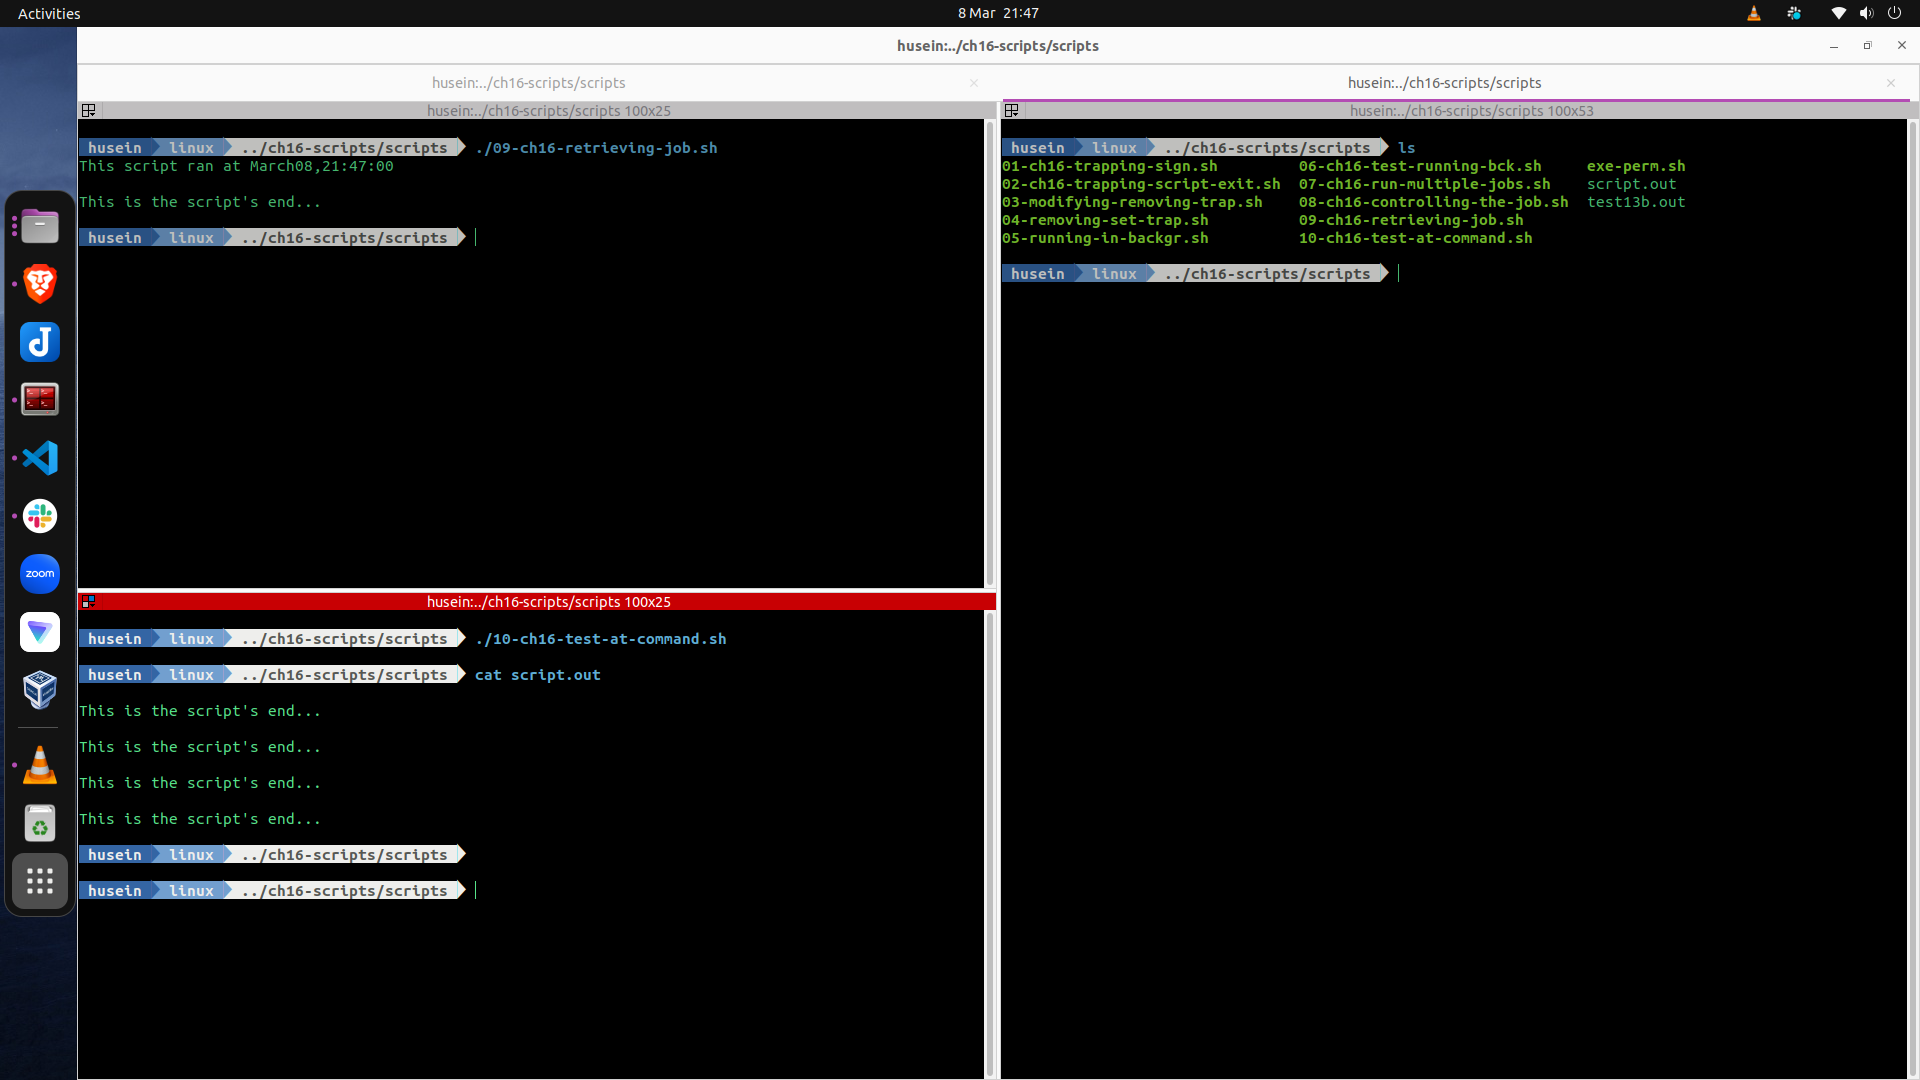 Activities
8 Mar 21:47
husein:../ch16-scripts/scripts
husein:../ch16-scripts/scripts
husein:../ch16-scripts/scripts
husein:../ch16-scripts/scripts 100x25
husein linux ../ch16-scripts/scripts ./09-ch16-retrieving-job.sh
This script ran at March08,21:47:00
This is the script's end...
husein linux ../ch16-scripts/scripts
husein:../ch16-scripts/scripts 100x25
husein linux ../ch16-scripts/scripts ./10-ch16-test-at-command.sh
husein linux ../ch16-scripts/scripts cat script.out
This is the script's end...
This is the script's end...
This is the script's end...
This is the script's end...
husein linux ../ch16-scripts/scripts
husein linux ../ch16-scripts/scripts
husein:../ch16-scripts/scripts 100x53
husein linux ../ch16-scripts/scripts ls
01-ch16-trapping-sign.sh 06-ch16-test-running-bck.sh exe-perm.sh
02-ch16-trapping-script-exit.sh 07-ch16-run-multiple-jobs.sh script.out
03-modifying-removing-trap.sh 08-ch16-controlling-the-job.sh test13b.out
04-removing-set-trap.sh 09-ch16-retrieving-job.sh
05-running-in-backgr.sh 10-ch16-test-at-command.sh
husein linux ../ch16-scripts/scripts
zoom